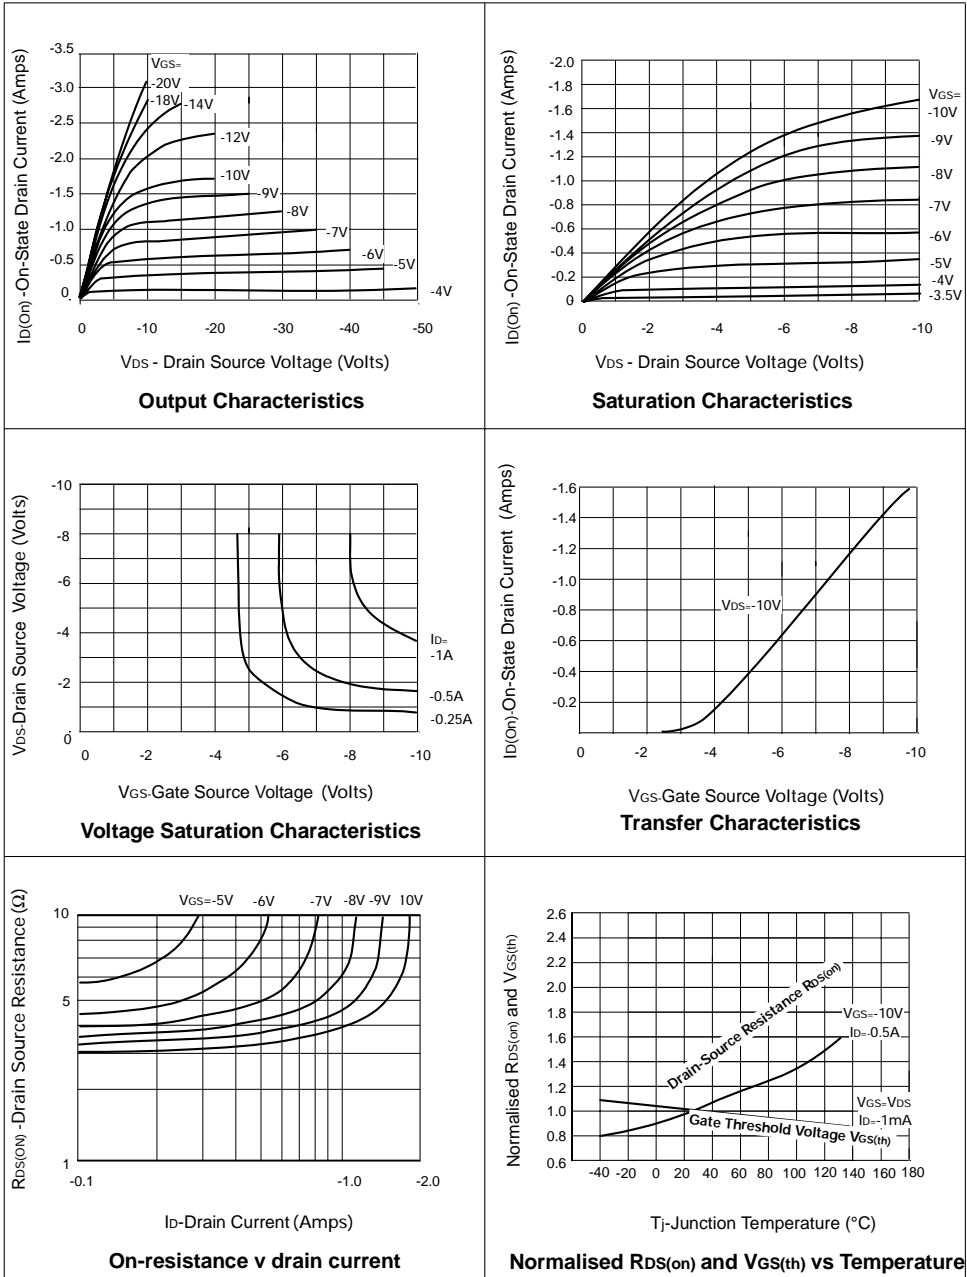 ID(On) -On-State Drain Current (Amps)
-3.5
-3.0
-2.5
-2.0
-1.5
-1.0
-0.5
0.
VGS=
-20V
-18V
-14V
-12V
-10V
-9V
-8V
-7V
-6V
-5V
-4V
0 -10 -20 -30 -40 -50
VDS - Drain Source Voltage (Volts)
Output Characteristics
ID(On) -On-State Drain Current (Amps)
-2.0
-1.8
-1.6
-1.4
-1.2
-1.0
-0.8
-0.6
-0.4
-0.2
0
VGS=
-10V
-9V
-8V
-7V
-6V
-5V
-4V
-3.5V
0 -2 -4 -6 -8 -10
VDS - Drain Source Voltage (Volts)
Saturation Characteristics
VDS-Drain Source Voltage (Volts)
-10
-8
-6
-4
-2
0
ID=
-1A
-0.5A
-0.25A
0 -2 -4 -6 -8 -10
VGS-Gate Source Voltage (Volts)
Voltage Saturation Characteristics
ID(On)-On-State Drain Current (Amps)
-1.6
-1.4
-1.2
-1.0
-0.8
-0.6
-0.4
-0.2
VDS=-10V
0 -2 -4 -6 -8 -10
VGS-Gate Source Voltage (Volts)
Transfer Characteristics
RDS(ON) -Drain Source Resistance (Ω)
10
5
1
VGS=-5V -6V -7V -8V -9V 10V
-0.1 -1.0 -2.0
ID-Drain Current (Amps)
On-resistance v drain current
Normalised RDS(on) and VGS(th)
2.6
2.4
2.2
2.0
1.8
1.6
1.4
1.2
1.0
0.8
0.6
Drain-Source Resistance RDS(on)
VGS=-10V
ID=-0.5A
VGS=VDS
ID=-1mA
Gate Threshold Voltage VGS(th)
-40 -20 0 20 40 60 80 100 120 140 160 180
Tj-Junction Temperature (°C)
Normalised RDS(on) and VGS(th) vs Temperature